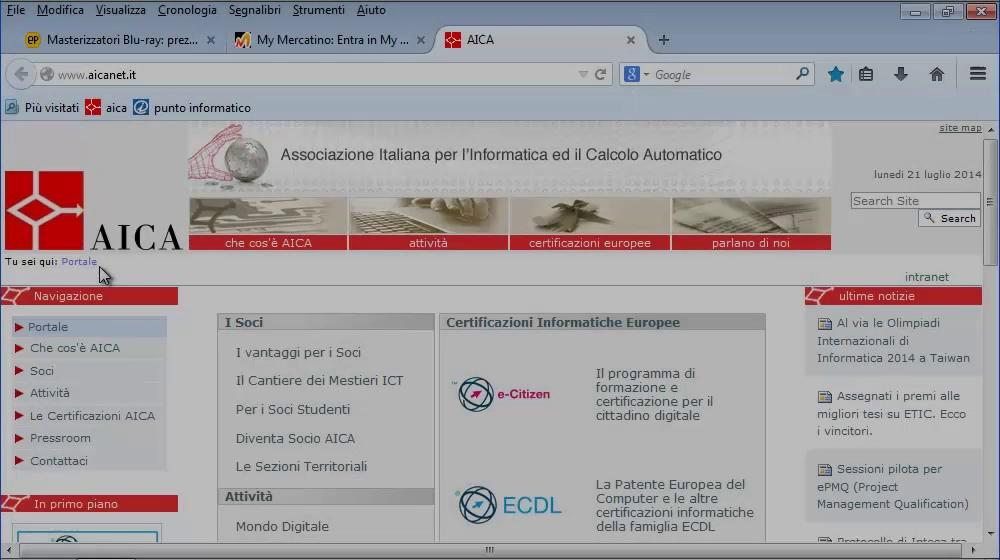 File Modifica Visualizza Cronologia Segnalibri Strumenti Aiuto
Masterizzatori Blu-ray: prez...
My Mercatino: Entra in My ...
AICA
www.aicanet.it
Google
Più visitati
aica
punto informatico
site map
Associazione Italiana per l'Informatica ed il Calcolo Automatico
lunedì 21 luglio 2014
Search Site
Search
AICA
che cos'è AICA
attività
certificazioni europee
parlano di noi
Tu sei qui: Portale
intranet
Navigazione
Portale
Che cos'è AICA
Soci
Attività
Le Certificazioni AICA
Pressroom
Contattaci
In primo piano
I Soci
I vantaggi per i Soci
Il Cantiere dei Mestieri ICT
Per i Soci Studenti
Diventa Socio AICA
Le Sezioni Territoriali
Attività
Mondo Digitale
Certificazioni Informatiche Europee
e-Citizen
Il programma di
formazione e
certificazione per il
cittadino digitale
ECDL
La Patente Europea del
Computer e le altre
certificazioni informatiche
della famiglia ECDL
ultime notizie
Al via le Olimpiadi
Internazionali di
Informatica 2014 a Taiwan
Assegnati i premi alle
migliori tesi su ETIC. Ecco
i vincitori.
Sessioni pilota per
ePMQ (Project
Management Qualification)
Protocollo di Intesa tra